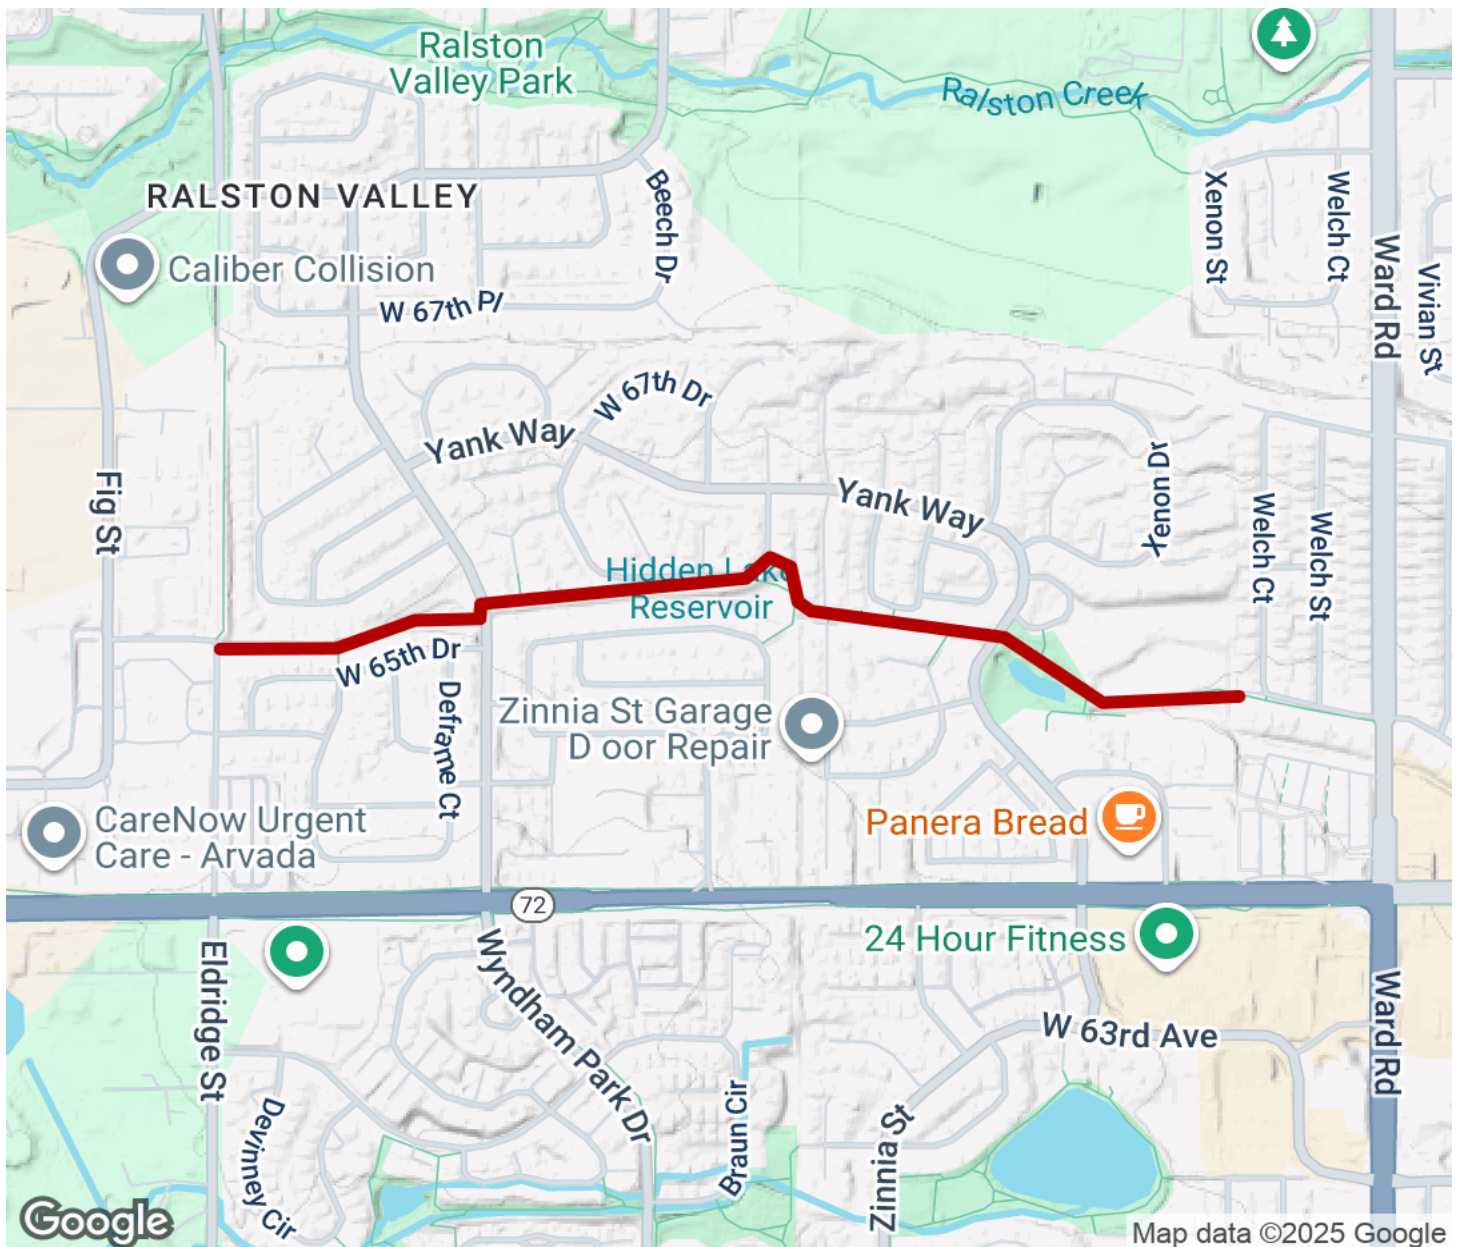 Ralston
Valley Park
Ralston Creek
RALSTON VALLEY
Beech Dr
Xenon St
Welch Ct
Ward Rd
Vivian St
Caliber Collision
W 67th Pl
W 67th Dr
Yank Way
Yank Way
Xenon Dr
Fig St
Welch Ct
Welch St
Hidden Lake
Reservoir
W 65th Dr
Deframe Ct
Zinnia St Garage
D oor Repair
CareNow Urgent
Care - Arvada
Panera Bread
72
24 Hour Fitness
Eldridge St
Wyndham Park Dr
W 63rd Ave
Ward Rd
Devinney Cir
Braun Cir
Zinnia St
Google
Map data ©2025 Google